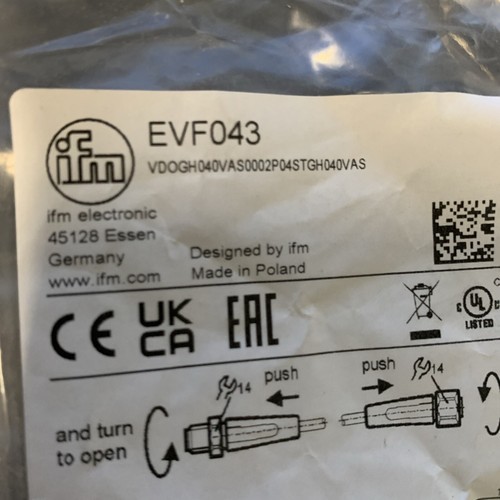 ifm
EVF043
VDOGH040VAS0002P04STGH040VAS
ifm electronic
45128 Essen
Germany
www.ifm.com
Designed by ifm
Made in Poland
CE
UK
CA
EAC
c UL
LISTED
14
push
push
14
and turn
to open